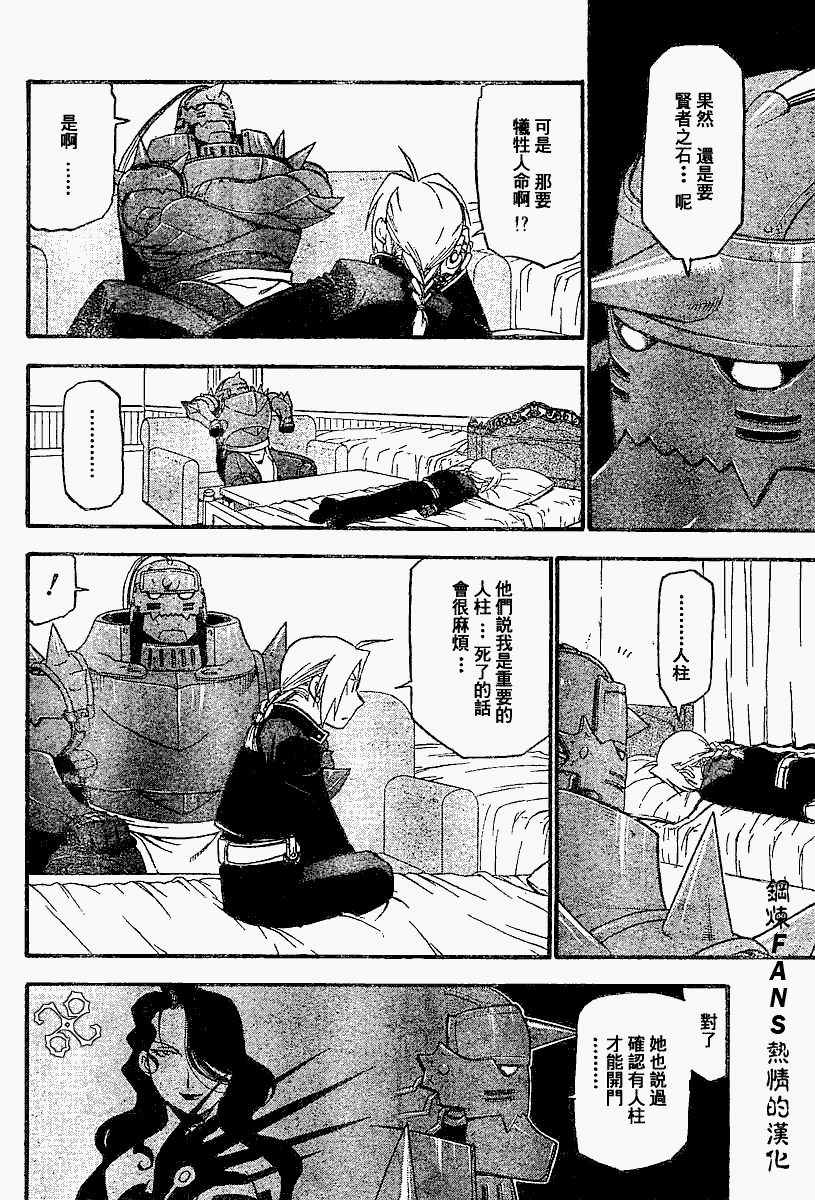 果然 還是要
賢者之石…呢
可是 那要
犧牲人命啊!?
是啊
……
………
………人柱
他們說我是重要的
人柱…死了的話
會很麻煩…
!
對了
她也說過
確認有人柱
才能開門
………
鋼煉FANS熱情的漢化